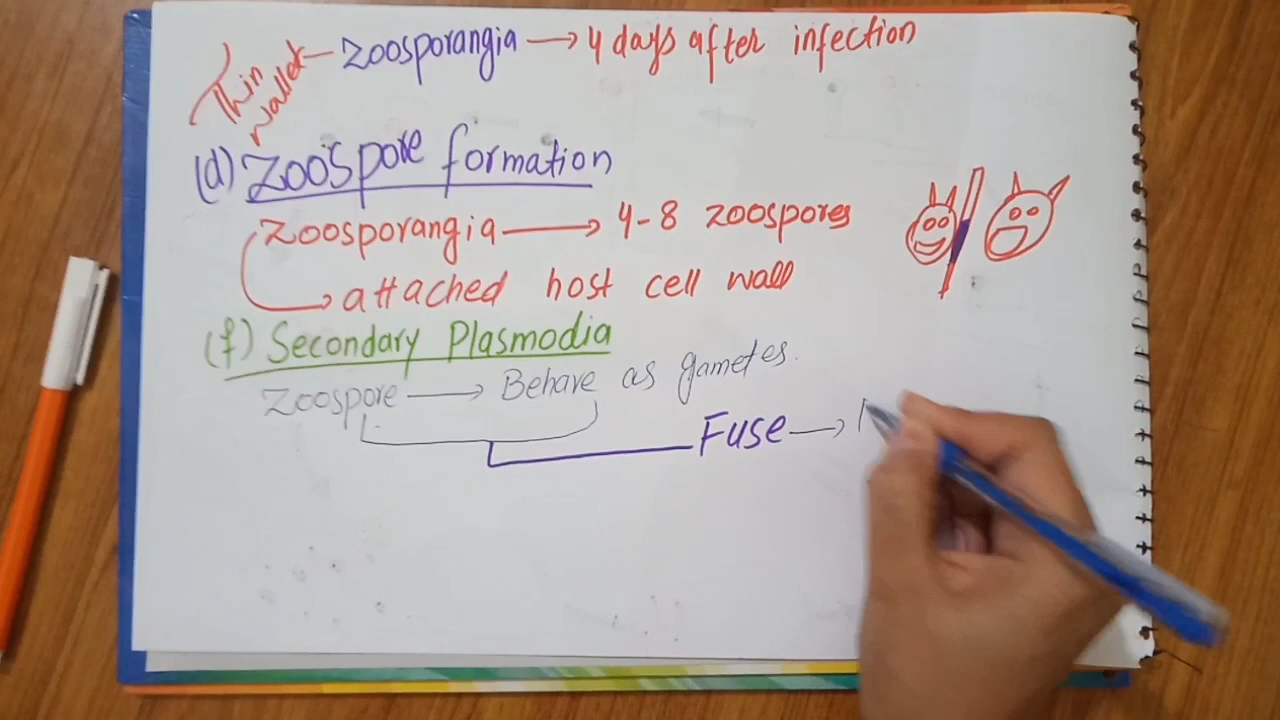 Thin walled — Zoosporangia → 4 days after infection
(d) Zoospore formation
Zoosporangia → 4-8 zoospores
→ attached host cell wall
(f) Secondary Plasmodia
Zoospore → Behave as gametes.
Fuse →